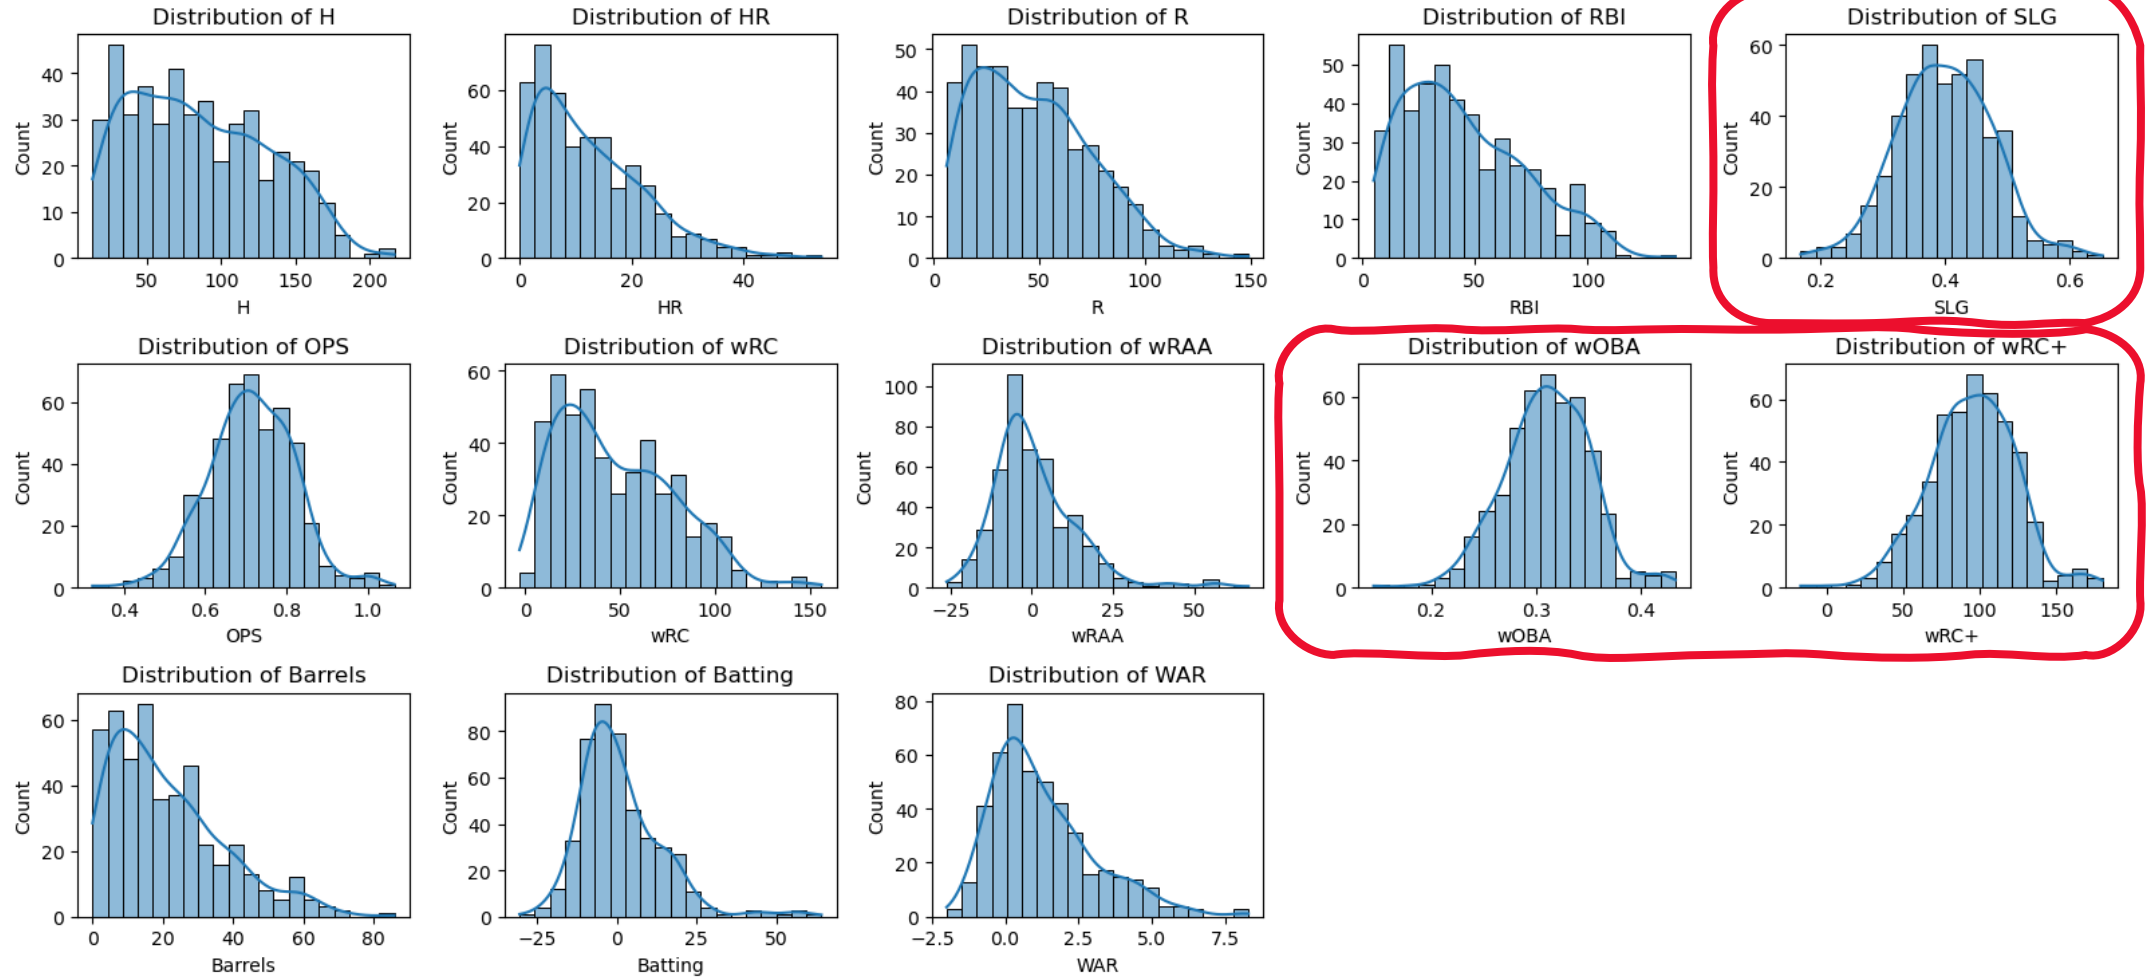 Distribution of H
Distribution of HR
Distribution of R
Distribution of RBI
Distribution of SLG
40
30
20
10
0
Count
50
100
150
200
H
60
40
20
0
Count
0
20
40
HR
50
40
30
20
10
0
Count
0
50
100
150
R
50
40
30
20
10
0
Count
0
50
100
RBI
60
40
20
0
Count
0.2
0.4
0.6
SLG
Distribution of OPS
Distribution of wRC
Distribution of wRAA
Distribution of wOBA
Distribution of wRC+
60
40
20
0
Count
0.4
0.6
0.8
1.0
OPS
60
40
20
0
Count
0
50
100
150
wRC
100
80
60
40
20
0
Count
−25
0
25
50
wRAA
60
40
20
0
Count
0.2
0.3
0.4
wOBA
60
40
20
0
Count
0
50
100
150
wRC+
Distribution of Barrels
Distribution of Batting
Distribution of WAR
60
40
20
0
Count
0
20
40
60
80
Barrels
80
60
40
20
0
Count
−25
0
25
50
Batting
80
60
40
20
0
Count
−2.5
0.0
2.5
5.0
7.5
WAR